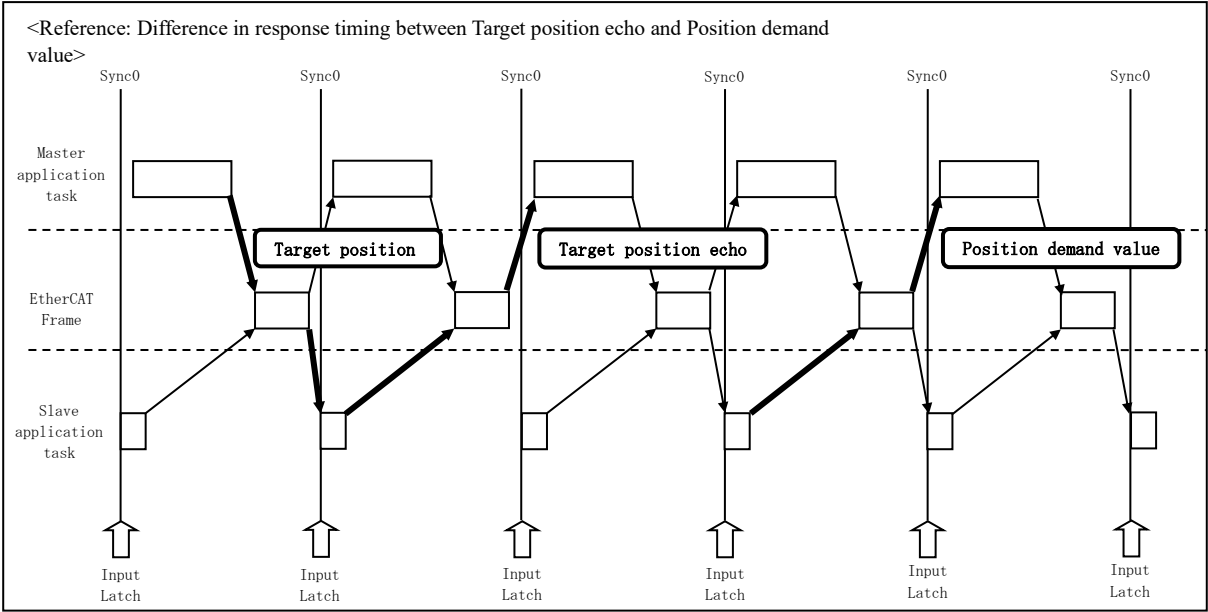 <Reference: Difference in response timing between Target position echo and Position demand
value>
Sync0 Sync0 Sync0 Sync0 Sync0 Sync0
Master
application
task
Target position Target position echo Position demand value
EtherCAT
Frame
Slave
application
task
Input Input Input Input Input Input
Latch Latch Latch Latch Latch Latch